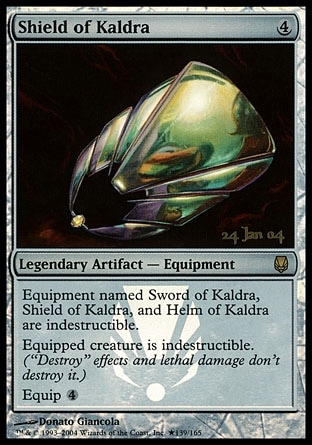 Shield of Kaldra 4
24 Jan 04
Legendary Artifact — Equipment
Equipment named Sword of Kaldra,
Shield of Kaldra, and Helm of Kaldra
are indestructible.
Equipped creature is indestructible.
("Destroy" effects and lethal damage don't
destroy it.)
Equip 4
Donato Giancola
™ & © 1993–2004 Wizards of the Coast, Inc. ★139/165